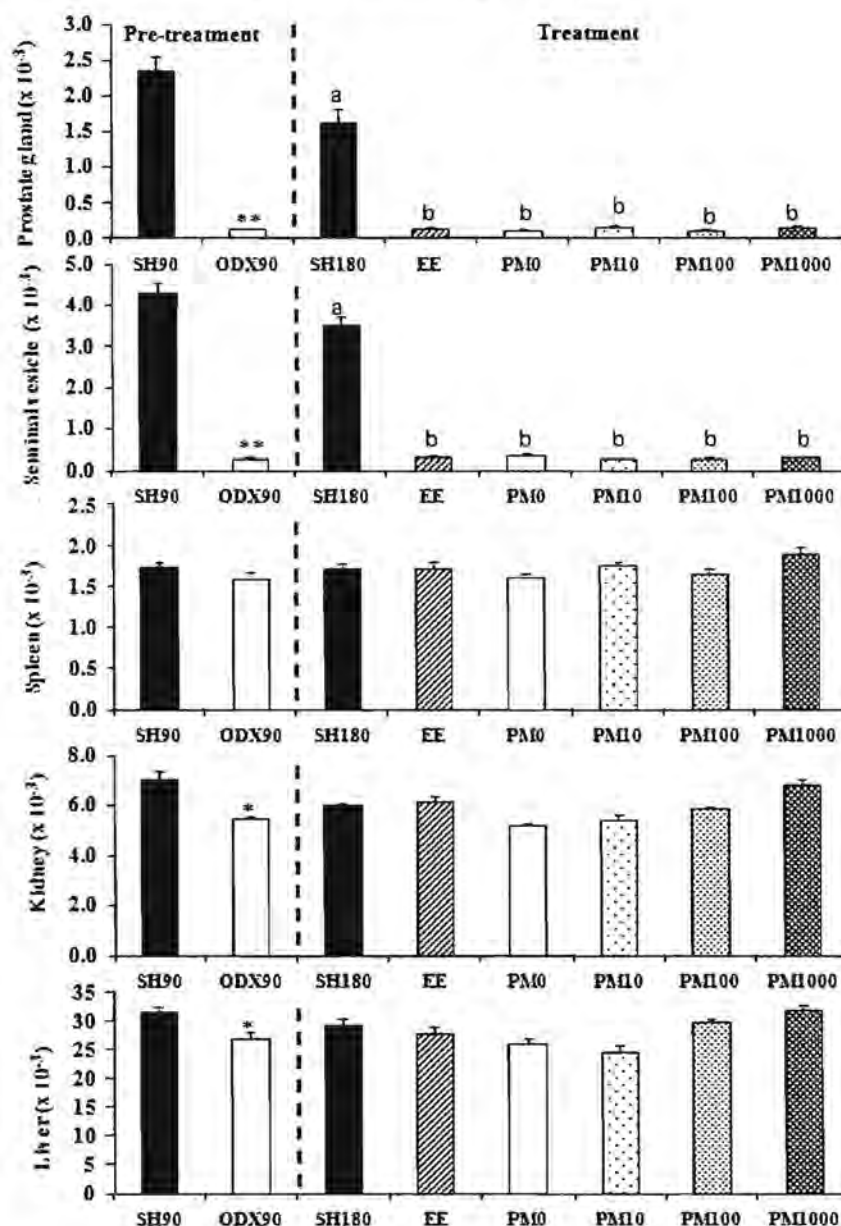 Pre-treatment Treatment
Prostate gland (x 10-3)
3.0
2.5
2.0
1.5
1.0
0.5
0.0
** a b b b b b
SH90 ODX90 SH180 EE PM0 PM10 PM100 PM1000
Seminal vesicle (x 10-3)
5.0
4.0
3.0
2.0
1.0
0.0
** a b b b b b
SH90 ODX90 SH180 EE PM0 PM10 PM100 PM1000
Spleen (x 10-3)
2.5
2.0
1.5
1.0
0.5
0.0
SH90 ODX90 SH180 EE PM0 PM10 PM100 PM1000
Kidney (x 10-3)
8.0
6.0
4.0
2.0
0.0
*
SH90 ODX90 SH180 EE PM0 PM10 PM100 PM1000
Liver (x 10-3)
35
30
25
20
15
10
5
0
*
SH90 ODX90 SH180 EE PM0 PM10 PM100 PM1000